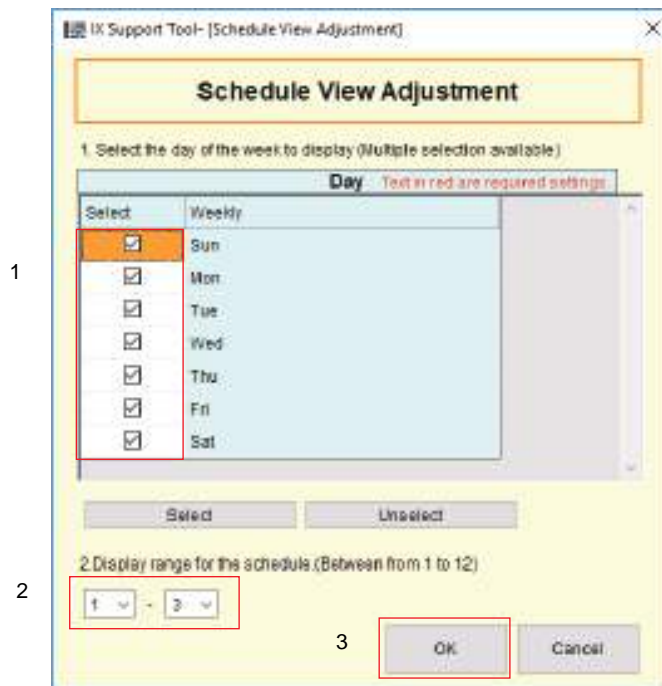 IX Support Tool- [Schedule View Adjustment]
Schedule View Adjustment
1. Select the day of the week to display (Multiple selection available)
Day Text in red are required settings
Select Weekly
1
Sun
Mon
Tue
Wed
Thu
Fri
Sat
Select Unselect
2.Display range for the schedule.(Between from 1 to 12)
2
1 - 3
3
OK Cancel